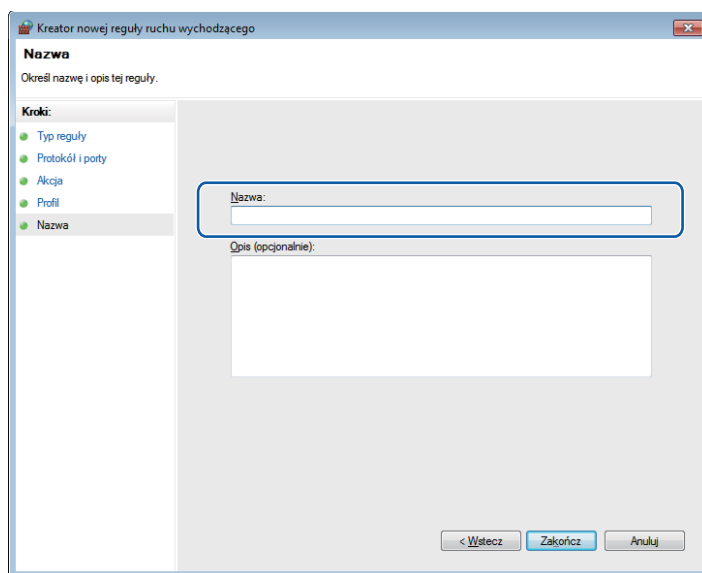 Kreator nowej reguły ruchu wychodzącego
Nazwa
Określ nazwę i opis tej reguły.
Kroki:
Typ reguły
Protokół i porty
Akcja
Profil
Nazwa
Nazwa:
Opis (opcjonalnie):
< Wstecz
Zakończ
Anuluj